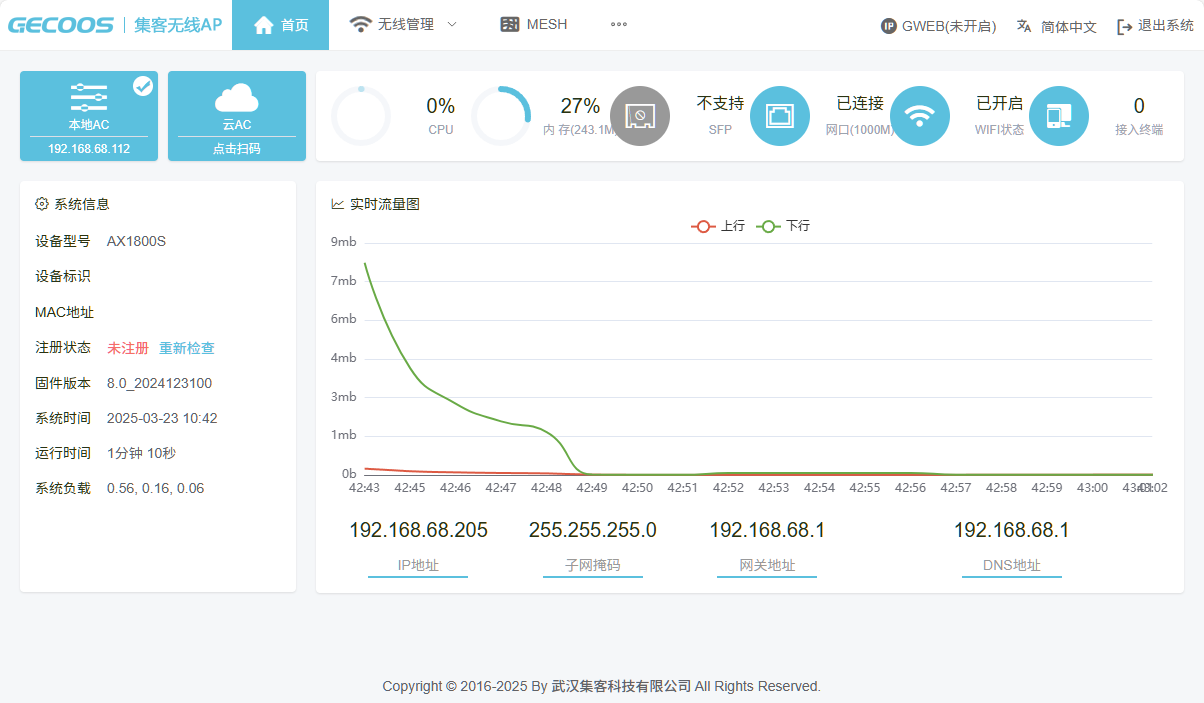 GECOOS | 集客无线AP 首页 无线管理 MESH GWEB(未开启) 简体中文 退出系统
本地AC
192.168.68.112
云AC
点击扫码
0%
CPU
27%
内 存(243.1M
不支持
SFP
已连接
网口(1000M)
已开启
WIFI状态
0
接入终端
系统信息
设备型号 AX1800S
设备标识
MAC地址
注册状态 未注册 重新检查
固件版本 8.0_2024123100
系统时间 2025-03-23 10:42
运行时间 1分钟 10秒
系统负载 0.56, 0.16, 0.06
实时流量图
上行 下行
9mb
7mb
6mb
4mb
3mb
1mb
0b
42:43 42:45 42:46 42:47 42:48 42:49 42:50 42:51 42:52 42:53 42:54 42:55 42:56 42:57 42:58 42:59 43:00 43:01 43:02
192.168.68.205 255.255.255.0 192.168.68.1 192.168.68.1
IP地址 子网掩码 网关地址 DNS地址
Copyright © 2016-2025 By 武汉集客科技有限公司 All Rights Reserved.